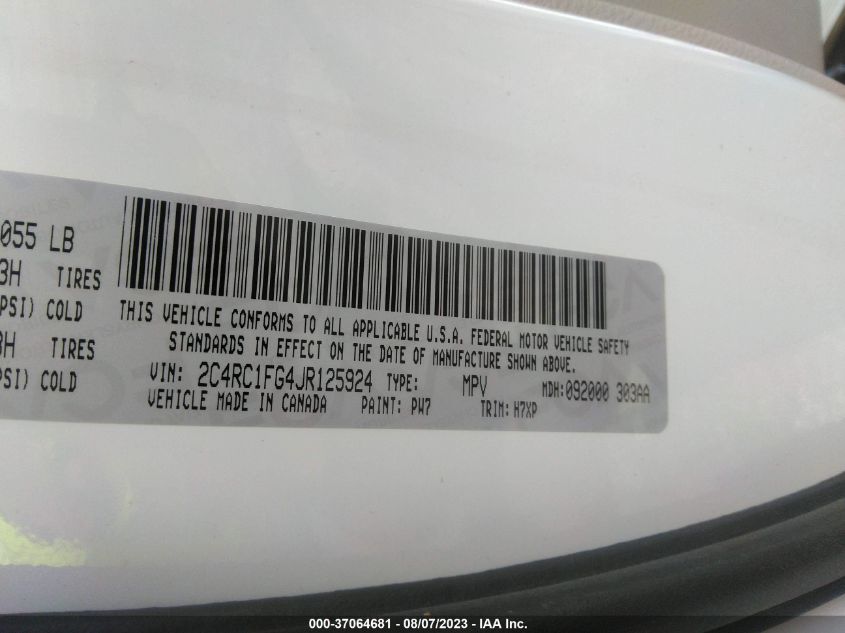 055 LB
3H TIRES
PSI) COLD
3H TIRES
PSI) COLD
THIS VEHICLE CONFORMS TO ALL APPLICABLE U.S.A. FEDERAL MOTOR VEHICLE SAFETY
STANDARDS IN EFFECT ON THE DATE OF MANUFACTURE SHOWN ABOVE.
VIN: 2C4RC1FG4JR125924 TYPE: MPV MDH:092000 303AA
VEHICLE MADE IN CANADA PAINT: PW7 TRIM: H7XP
000-37064681 - 08/07/2023 - IAA Inc.